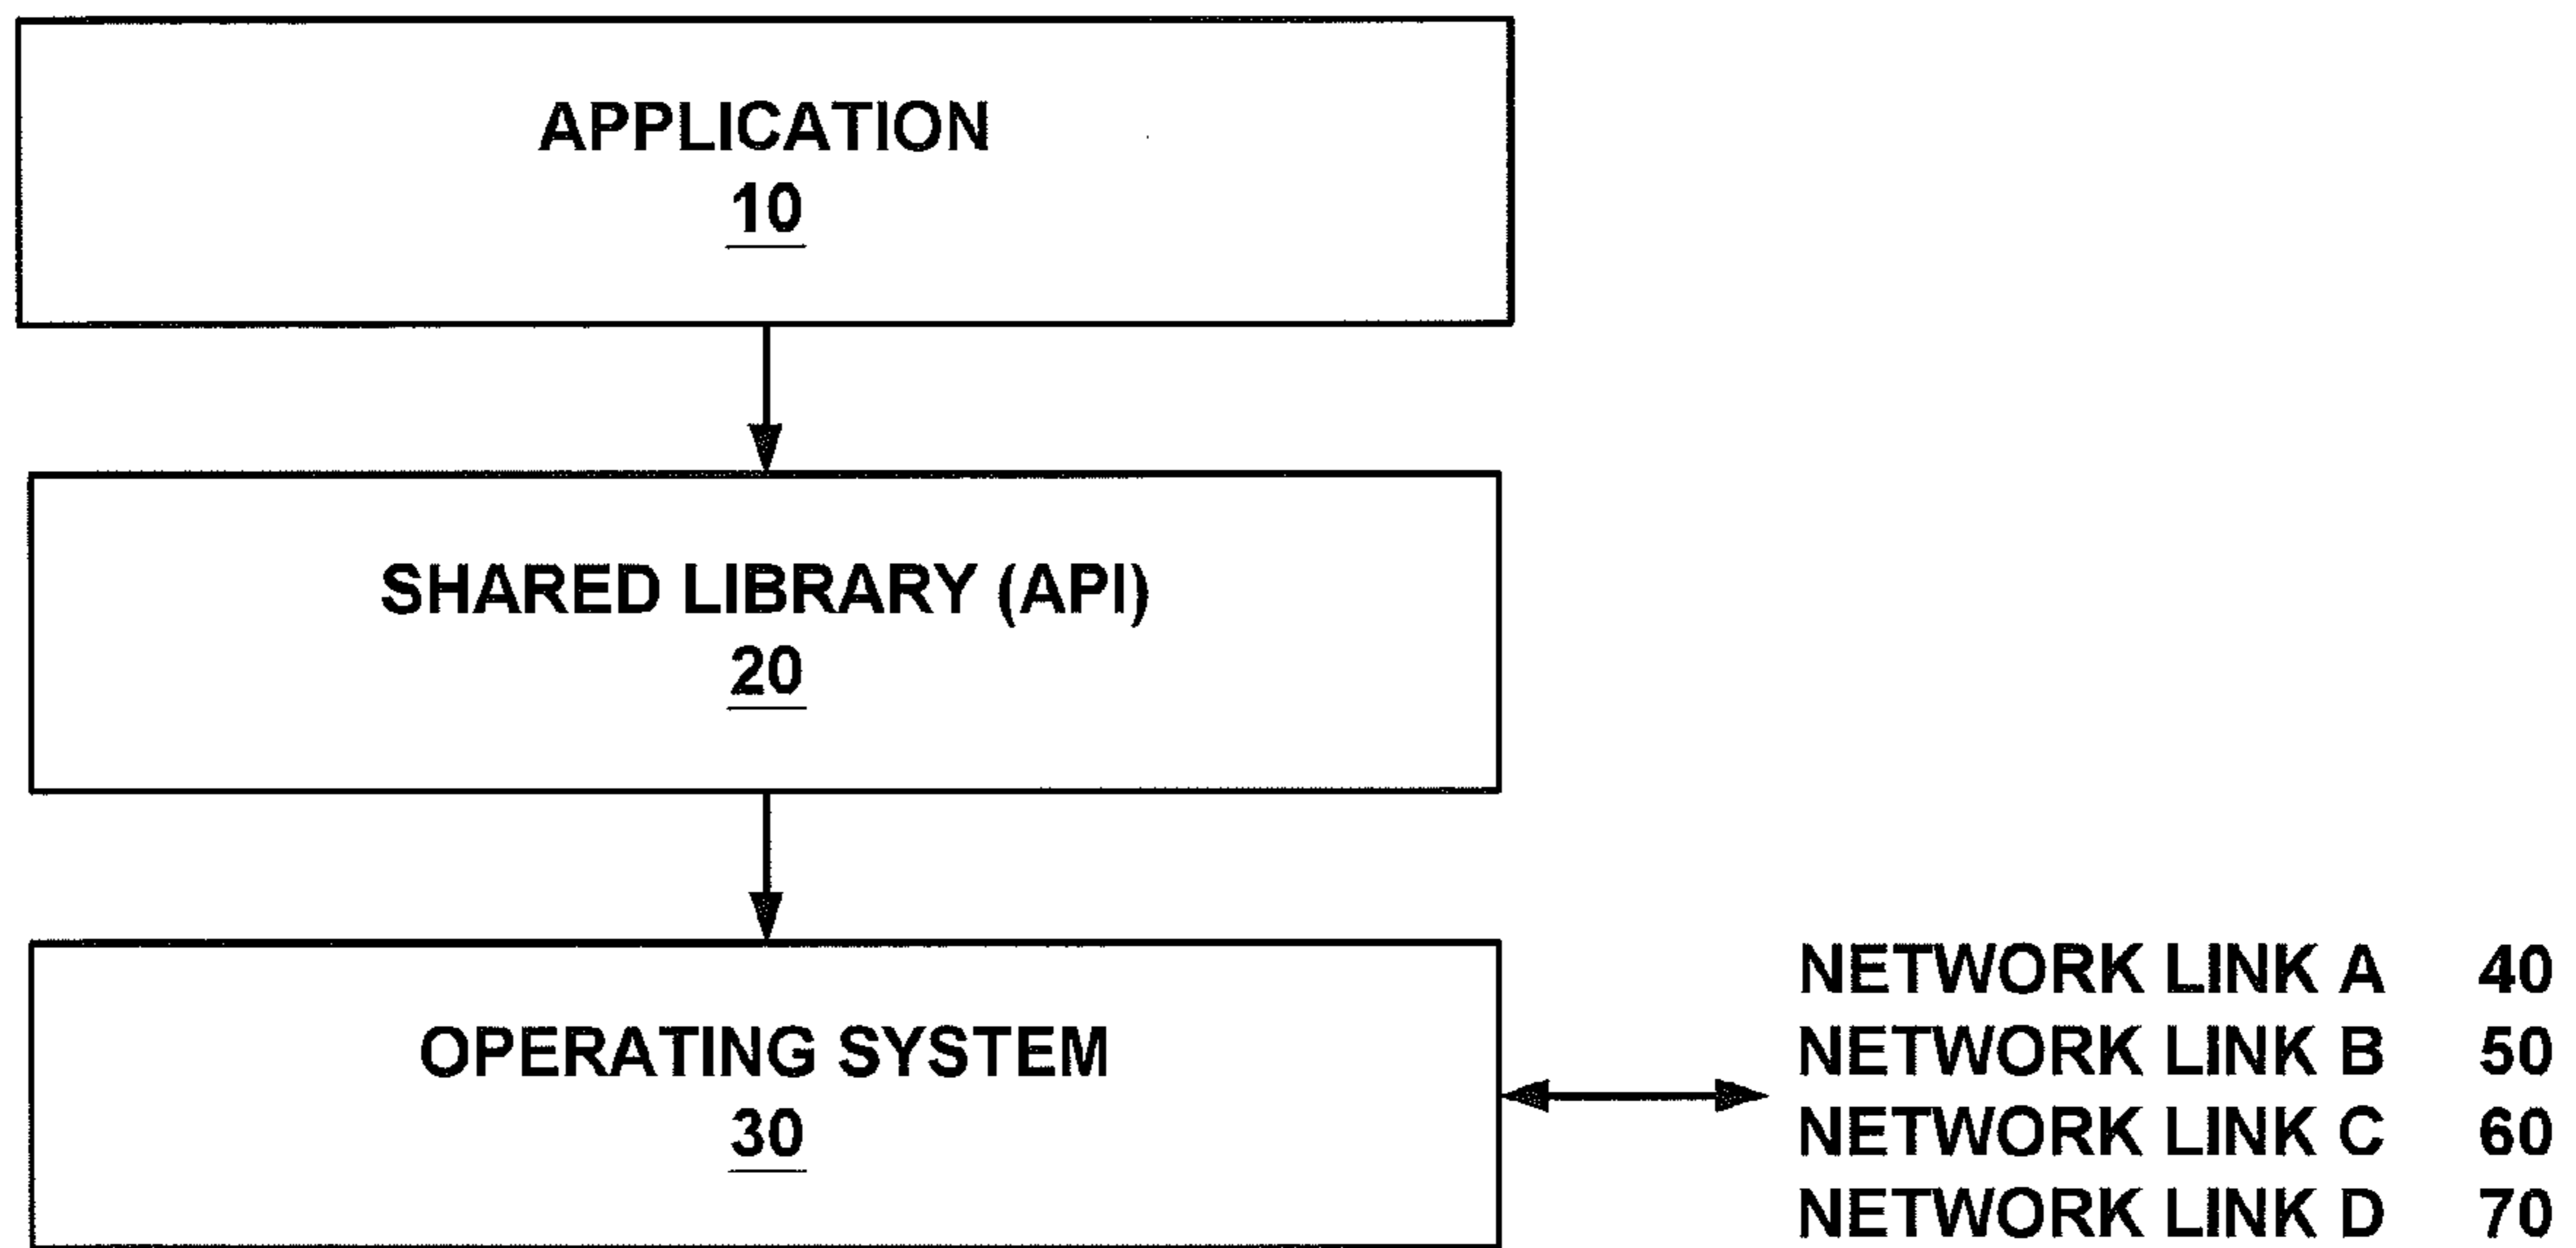 APPLICATION
10
SHARED LIBRARY (API)
20
OPERATING SYSTEM
30
NETWORK LINK A 40
NETWORK LINK B 50
NETWORK LINK C 60
NETWORK LINK D 70